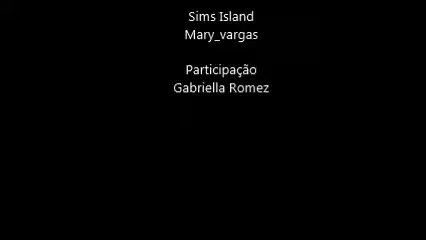 Sims Island
Mary_vargas
Participação
Gabriella Romez